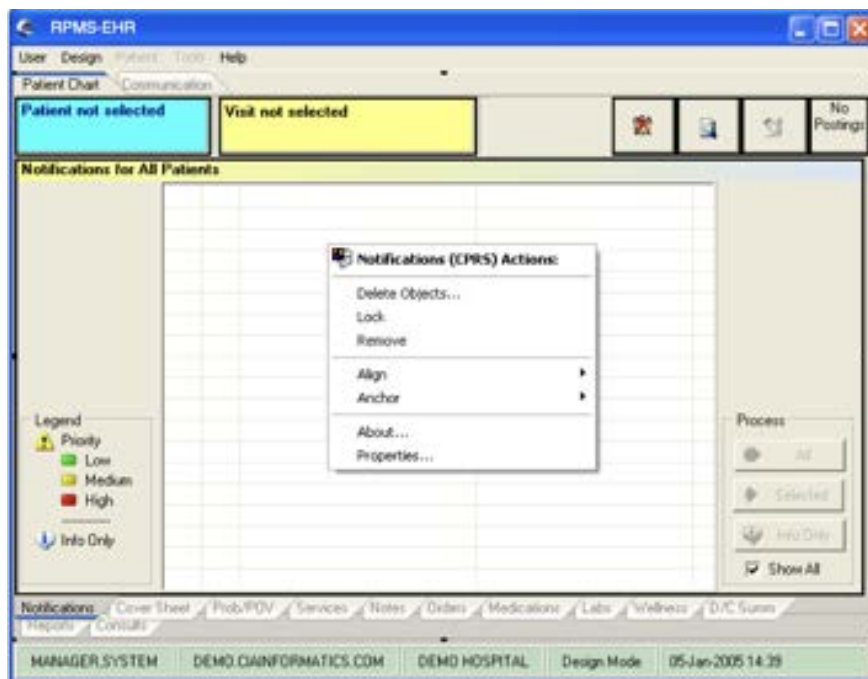 RPMS-EHR
User Design Patient Tools Help
Patient Chart Communication
Patient not selected
Visit not selected
No
Postings
Notifications for All Patients
Notifications (CPRS) Actions:
Delete Objects...
Lock
Remove
Align
Anchor
About...
Properties...
Legend
Priority
Low
Medium
High
Info Only
Process
All
Selected
Info Only
Show All
Notifications Cover Sheet Prob/POV Services Notes Orders Medications Labs Wellness D/C Summ
Reports Consults
MANAGER,SYSTEM DEMO.CIAINFORMATICS.COM DEMO HOSPITAL Design Mode 05-Jan-2005 14:39